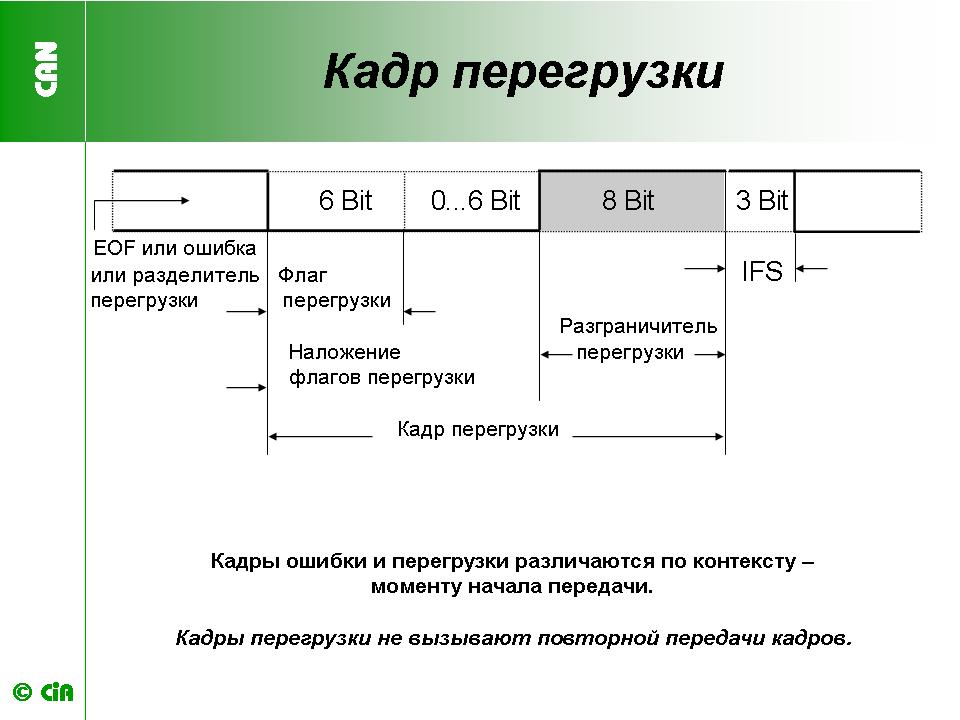 CAN
Кадр перегрузки
6 Bit 0...6 Bit 8 Bit 3 Bit
EOF или ошибка
или разделитель
перегрузки
Флаг
перегрузки
IFS
Разграничитель
перегрузки
Наложение
флагов перегрузки
Кадр перегрузки
Кадры ошибки и перегрузки различаются по контексту –
моменту начала передачи.
Кадры перегрузки не вызывают повторной передачи кадров.
© CiA